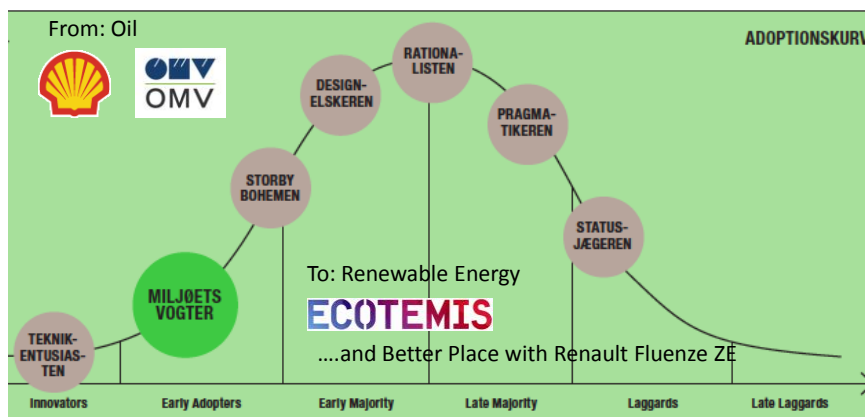 From: Oil
OMV
OMV
ADOPTIONSKURV
RATIONA-
LISTEN
DESIGN-
ELSKEREN
PRAGMA-
TIKEREN
STORBY
BOHEMEN
STATUS-
JÆGEREN
To: Renewable Energy
MILJØETS
VOGTER
ECOTEMIS
TEKNIK-
ENTUSIAS-
TEN
....and Better Place with Renault Fluenze ZE
Innovators
Early Adopters
Early Majority
Late Majority
Laggards
Late Laggards